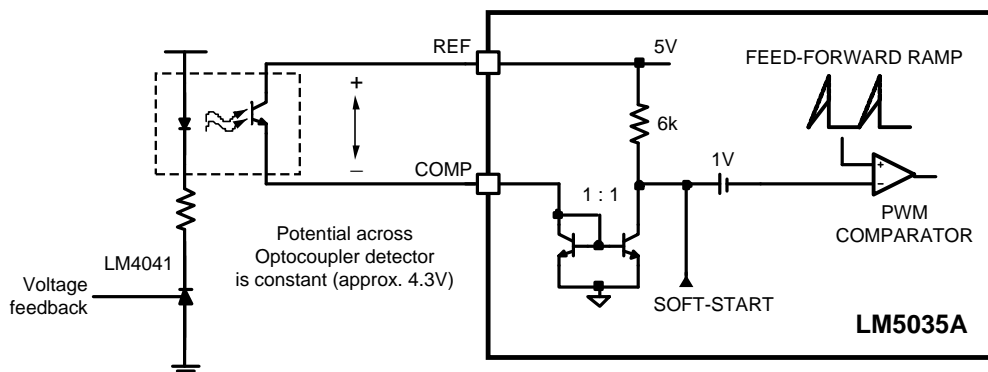 REF
5V
FEED-FORWARD RAMP
+
6k
–
COMP
1V
+
–
1 : 1
PWM
COMPARATOR
Potential across
Optocoupler detector
is constant (approx. 4.3V)
LM4041
Voltage
feedback
SOFT-START
LM5035A